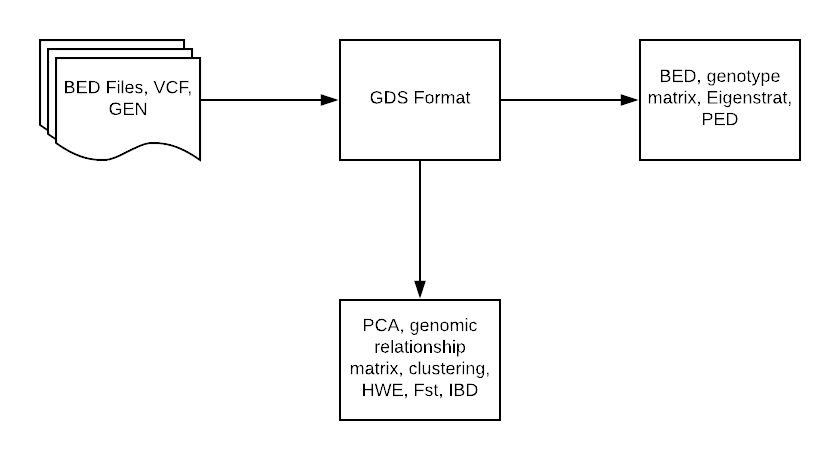 BED Files, VCF,
GEN
GDS Format
BED, genotype
matrix, Eigenstrat,
PED
PCA, genomic
relationship
matrix, clustering,
HWE, Fst, IBD